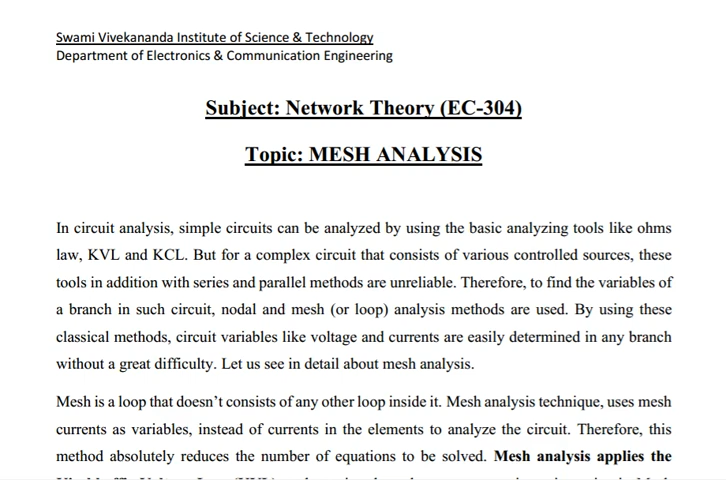 Swami Vivekananda Institute of Science & Technology
Department of Electronics & Communication Engineering
Subject: Network Theory (EC-304)
Topic: MESH ANALYSIS
In circuit analysis, simple circuits can be analyzed by using the basic analyzing tools like ohms
law, KVL and KCL. But for a complex circuit that consists of various controlled sources, these
tools in addition with series and parallel methods are unreliable. Therefore, to find the variables of
a branch in such circuit, nodal and mesh (or loop) analysis methods are used. By using these
classical methods, circuit variables like voltage and currents are easily determined in any branch
without a great difficulty. Let us see in detail about mesh analysis.
Mesh is a loop that doesn’t consists of any other loop inside it. Mesh analysis technique, uses mesh
currents as variables, instead of currents in the elements to analyze the circuit. Therefore, this
method absolutely reduces the number of equations to be solved. Mesh analysis applies the